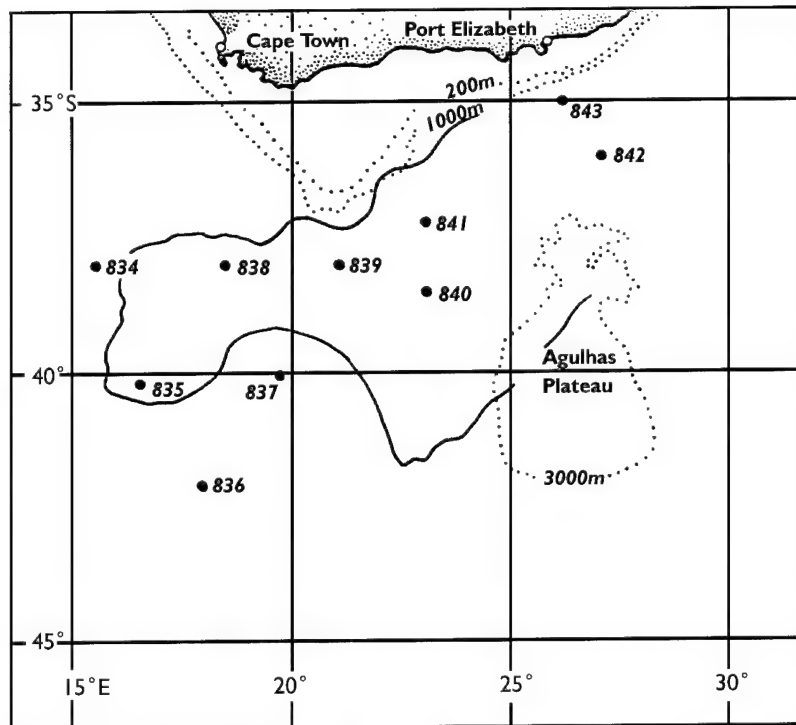 Port Elizabeth
Cape Town
200m
35°S
1000m
843
842
841
834
838
839
840
Agulhas
Plateau
40°
835
837
3000m
836
45°
15°E
20°
25°
30°